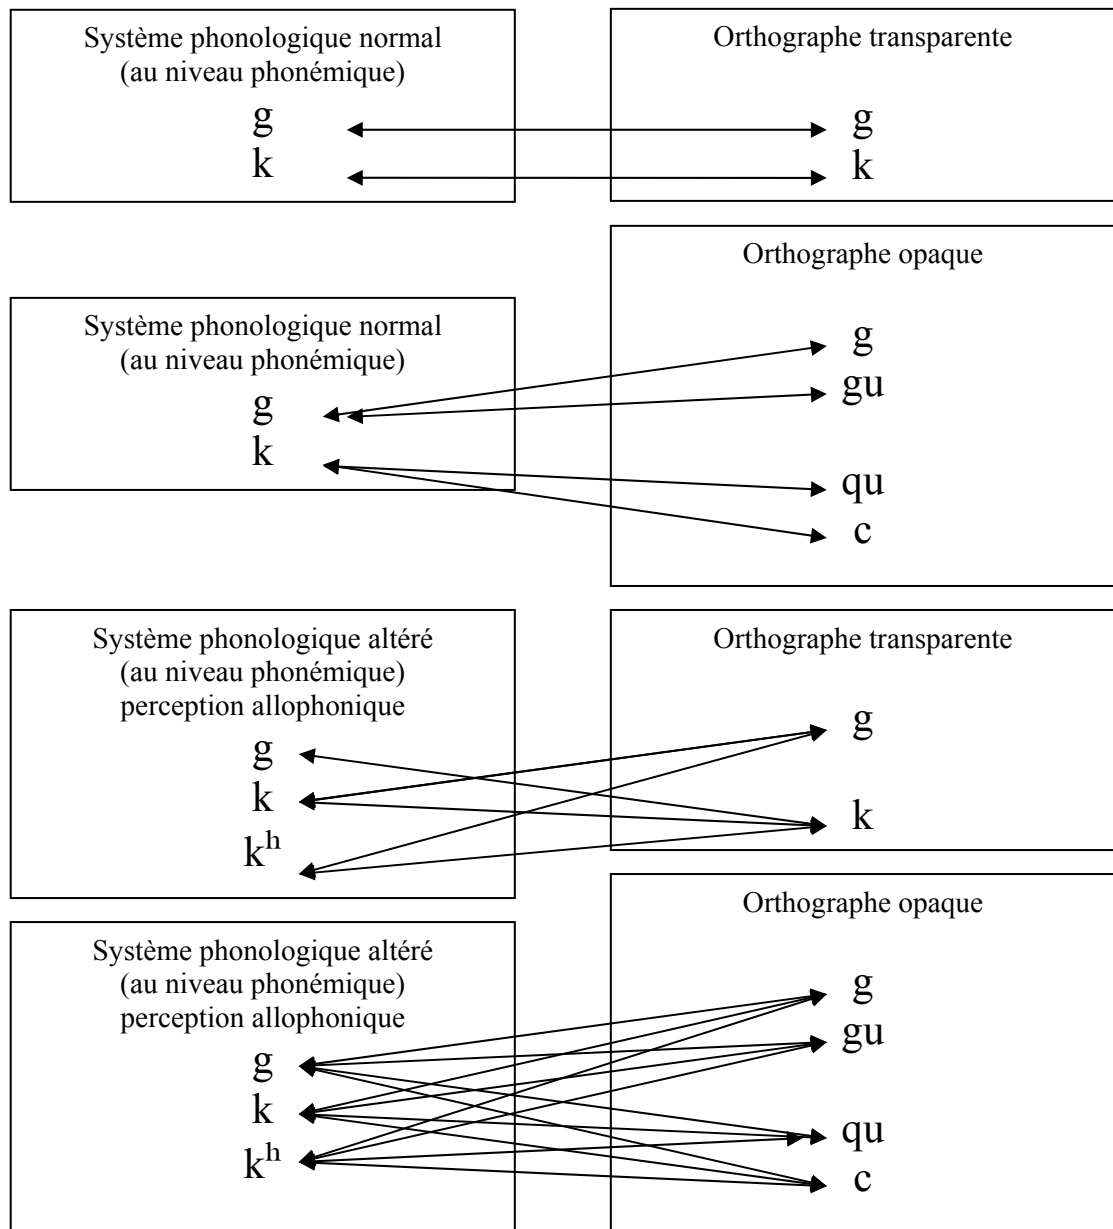 Système phonologique normal
(au niveau phonémique)
g
k
Orthographe transparente
g
k
Système phonologique normal
(au niveau phonémique)
g
k
Orthographe opaque
g
gu
qu
c
Système phonologique altéré
(au niveau phonémique)
perception allophonique
g
k
kʰ
Orthographe transparente
g
k
Système phonologique altéré
(au niveau phonémique)
perception allophonique
g
k
kʰ
Orthographe opaque
g
gu
qu
c